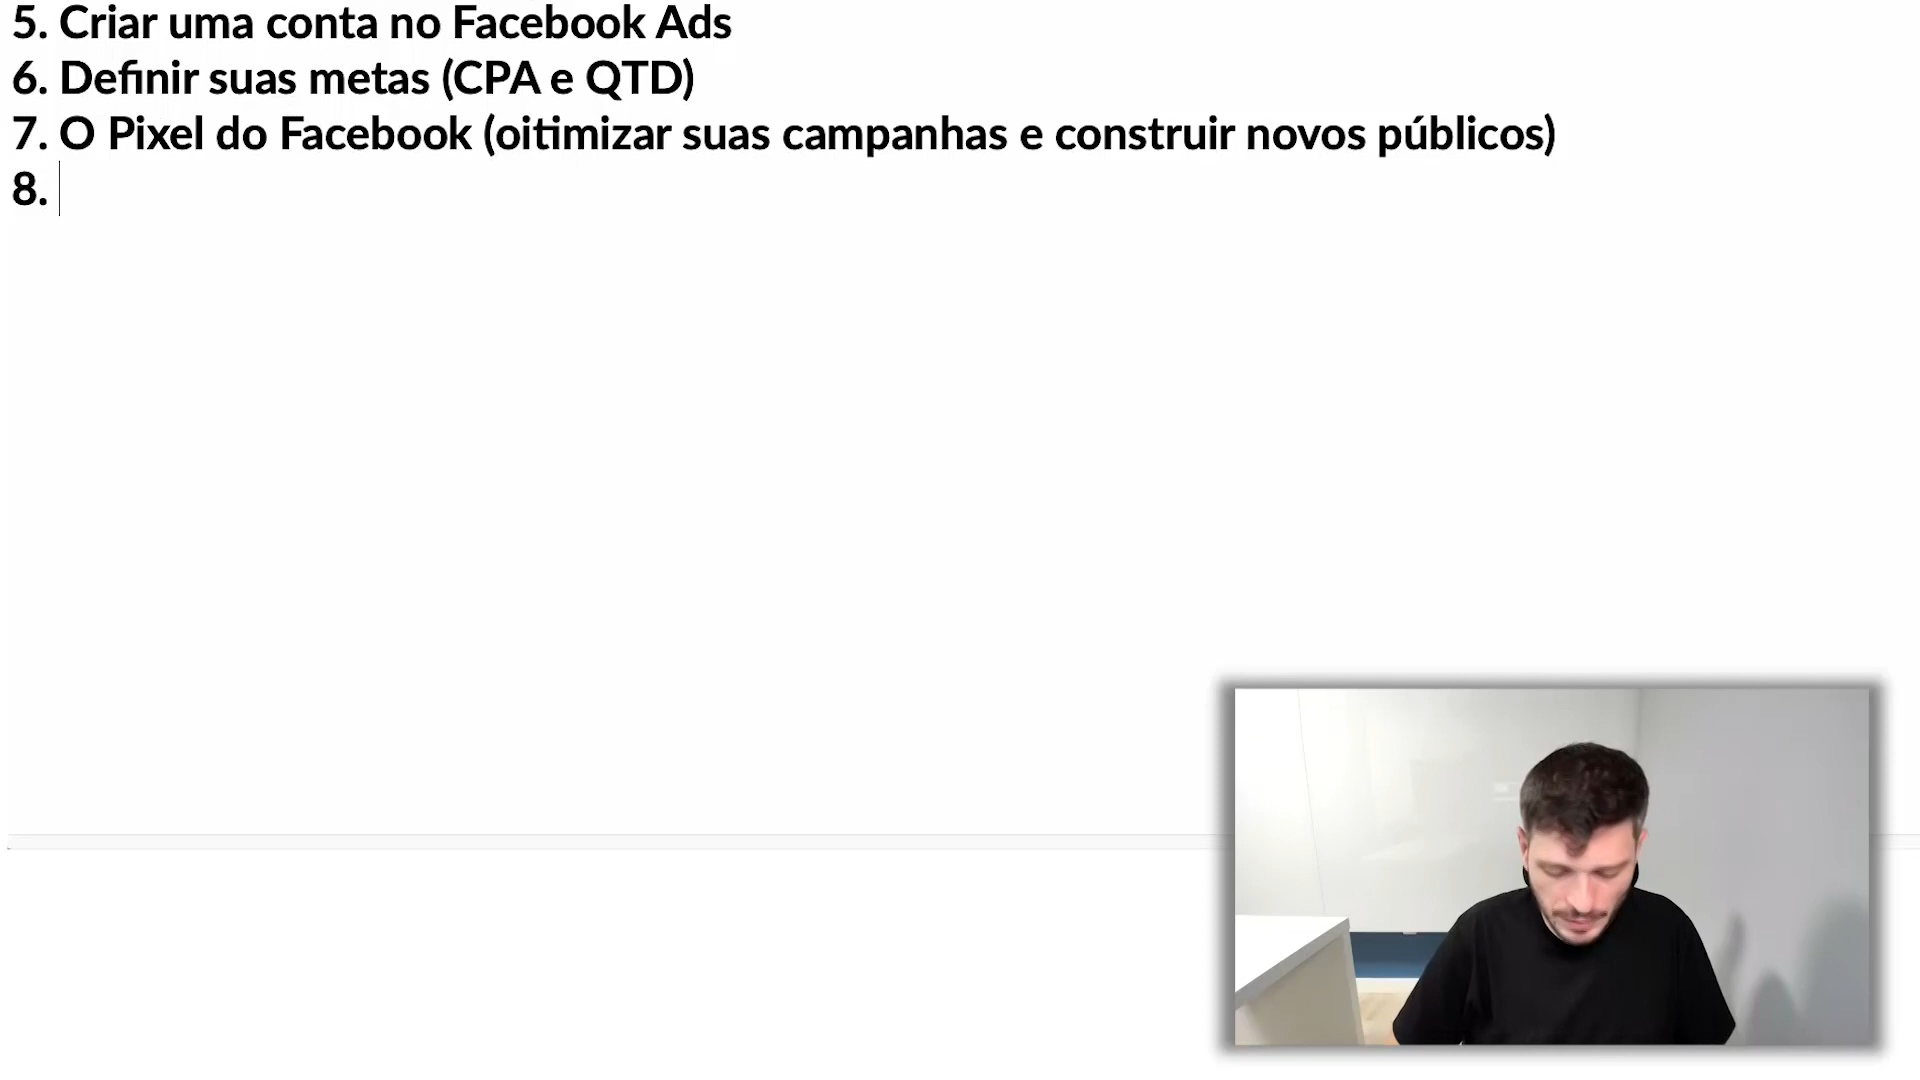 5. Criar uma conta no Facebook Ads
6. Definir suas metas (CPA e QTD)
7. O Pixel do Facebook (oitimizar suas campanhas e construir novos públicos)
8.